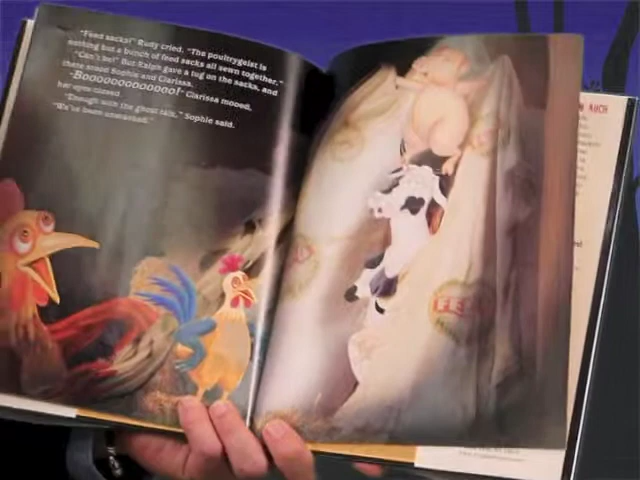 "Feed sacks!" Rudy cried. "The poultrygeist is
nothing but a bunch of feed sacks all sewn together."
"Can't be!" But Ralph gave a tug on the sacks, and
there stood Sophie and Clarissa.
"Booooooooooooo!" Clarissa mooed,
her eyes closed.
"Enough with the ghost talk," Sophie said.
"We've been unmasked."
FEED